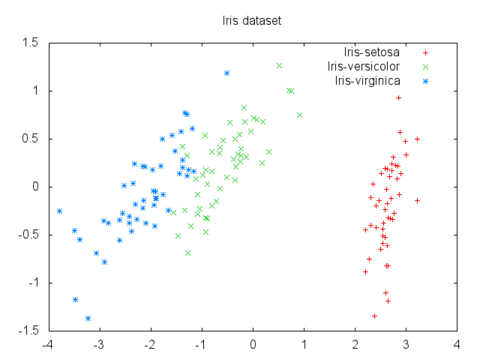 Iris dataset
1.5
Iris-setosa
Iris-versicolor
1
Iris-virginica
0.5
0
-0.5
-1
-1.5
-4 -3 -2 -1 0 1 2 3 4